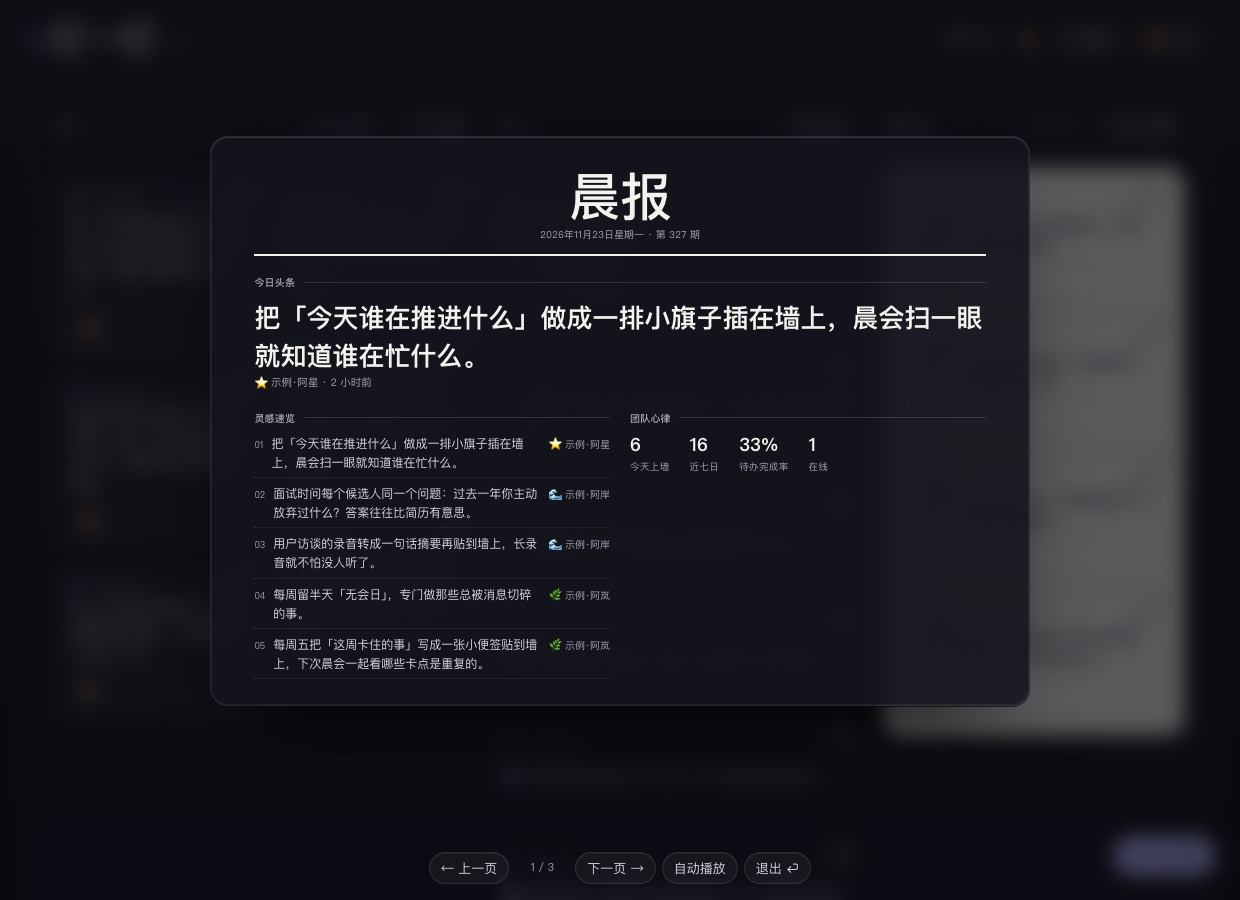 晨报
2026年11月23日星期一 · 第 327 期
今日头条
把「今天谁在推进什么」做成一排小旗子插在墙上，晨会扫一眼
就知道谁在忙什么。
⭐ 示例·阿星 · 2 小时前
灵感速览
01 把「今天谁在推进什么」做成一排小旗子插在墙
上，晨会扫一眼就知道谁在忙什么。
⭐ 示例·阿星
02 面试时问每个候选人同一个问题：过去一年你主动
放弃过什么？答案往往比简历有意思。
🌊 示例·阿岸
03 用户访谈的录音转成一句话摘要再贴到墙上，长录
音就不怕没人听了。
🌊 示例·阿岸
04 每周留半天「无会日」，专门做那些总被消息切碎
的事。
🌿 示例·阿岚
05 每周五把「这周卡住的事」写成一张小便签贴到墙
上，下次晨会一起看哪些卡点是重复的。
🌿 示例·阿岚
团队心律
6 16 33% 1
今天上墙 近七日 待办完成率 在线
← 上一页 1 / 3 下一页 → 自动播放 退出 ⏎